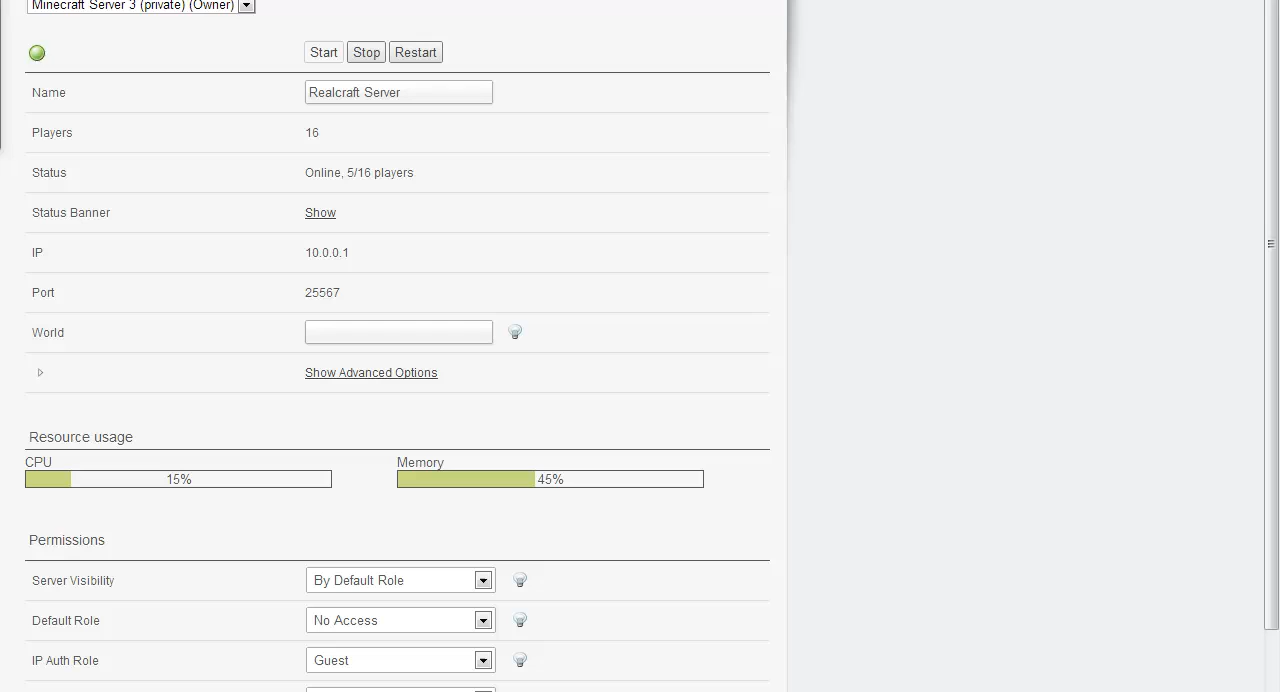 Minecraft Server 3 (private) (Owner)
Start Stop Restart
Name Realcraft Server
Players 16
Status Online, 5/16 players
Status Banner Show
IP 10.0.0.1
Port 25567
World
Show Advanced Options
Resource usage
CPU Memory
15% 45%
Permissions
Server Visibility By Default Role
Default Role No Access
IP Auth Role Guest